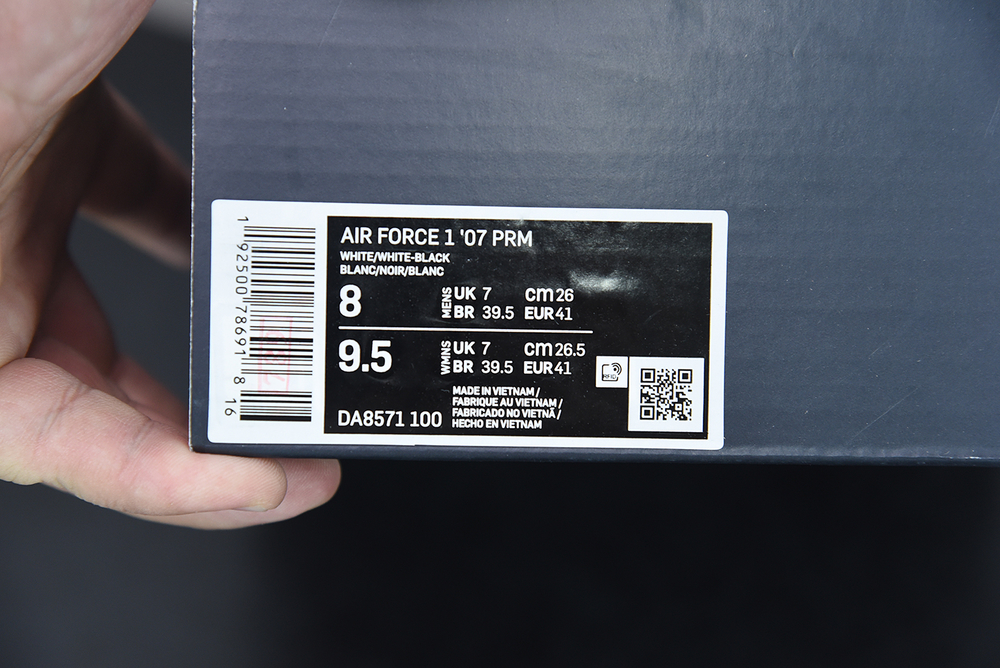 1 92500 78691 8 16
AIR FORCE 1 '07 PRM
WHITE/WHITE-BLACK
BLANC/NOIR/BLANC
8
MENS
UK 7 cm 26
BR 39.5 EUR 41
9.5
WMNS
UK 7 cm 26.5
BR 39.5 EUR 41
RFID
MADE IN VIETNAM /
FABRIQUE AU VIETNAM /
FABRICADO NO VIETNÃ /
HECHO EN VIETNAM
DA8571 100